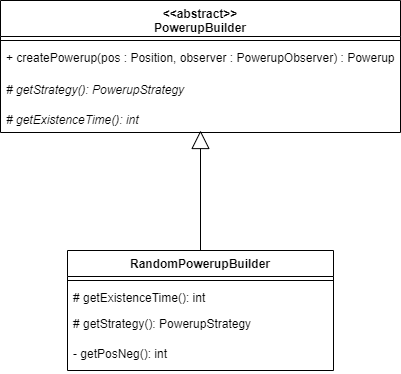 <<abstract>>
PowerupBuilder
+ createPowerup(pos : Position, observer : PowerupObserver) : Powerup
# getStrategy(): PowerupStrategy
# getExistenceTime(): int
RandomPowerupBuilder
# getExistenceTime(): int
# getStrategy(): PowerupStrategy
- getPosNeg(): int